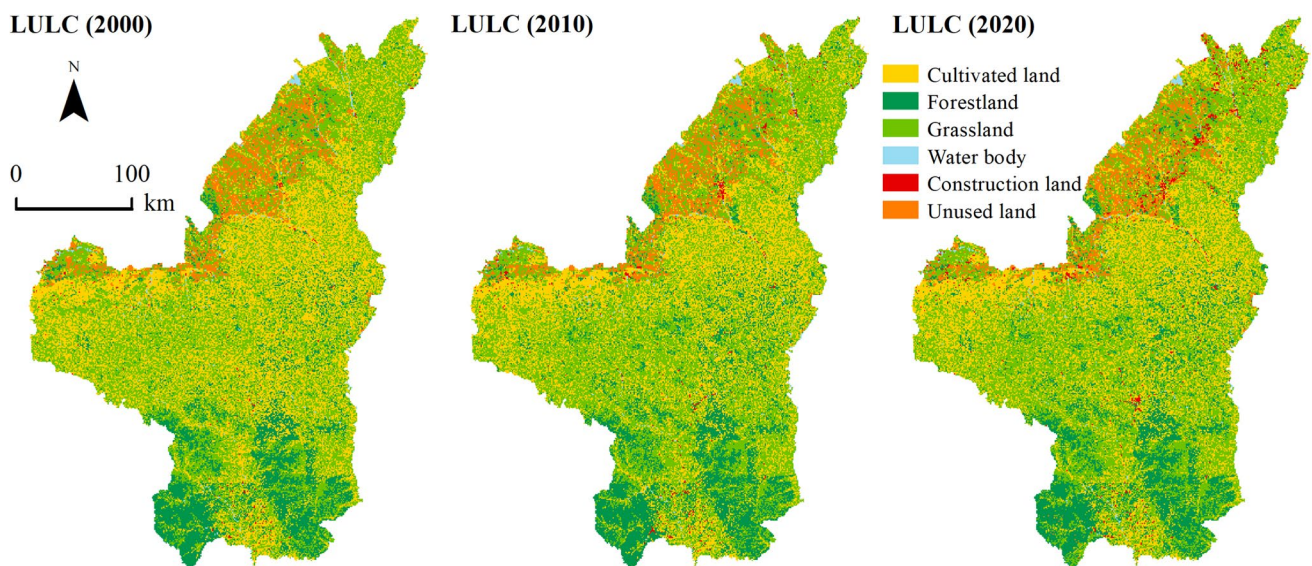 LULC (2000)
LULC (2010)
LULC (2020)
N
0 100
km
Cultivated land
Forestland
Grassland
Water body
Construction land
Unused land